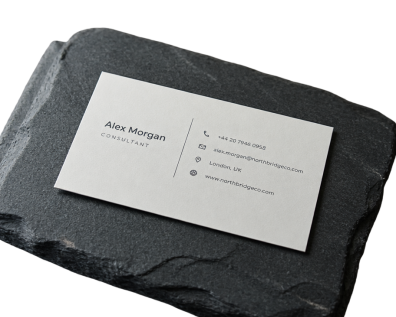 Alex Morgan
CONSULTANT
+44 20 7946 0958
alex.morgan@northbridgeco.com
London, UK
www.northbridgeco.com